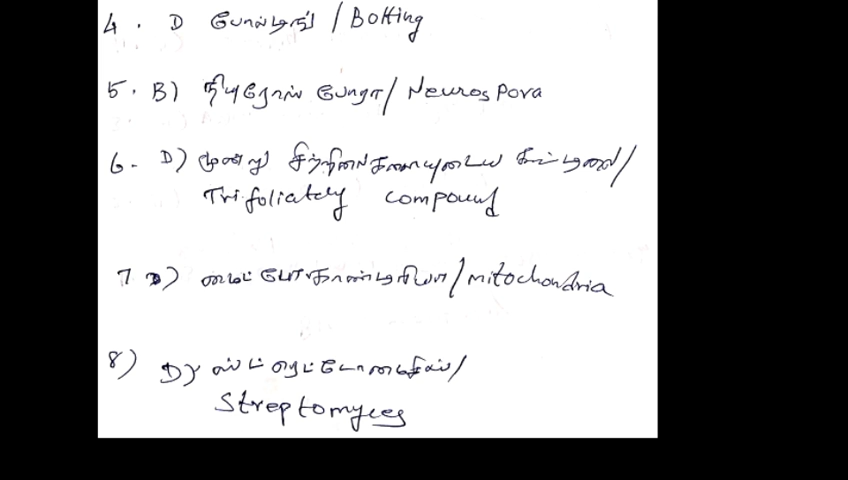 4. D போல்டிங் / Bolting
5. B) நியூரோஸ் போரா / Neurospora
6. D) மூன்று சிற்றிலைகளையுடைய கூட்டிலை /
Trifoliately compound
7 D) மைட்டோகாண்டிரியா / mitochondria
8) D) ஸ்ட்ரெப்டோமைசிஸ் /
Streptomyces